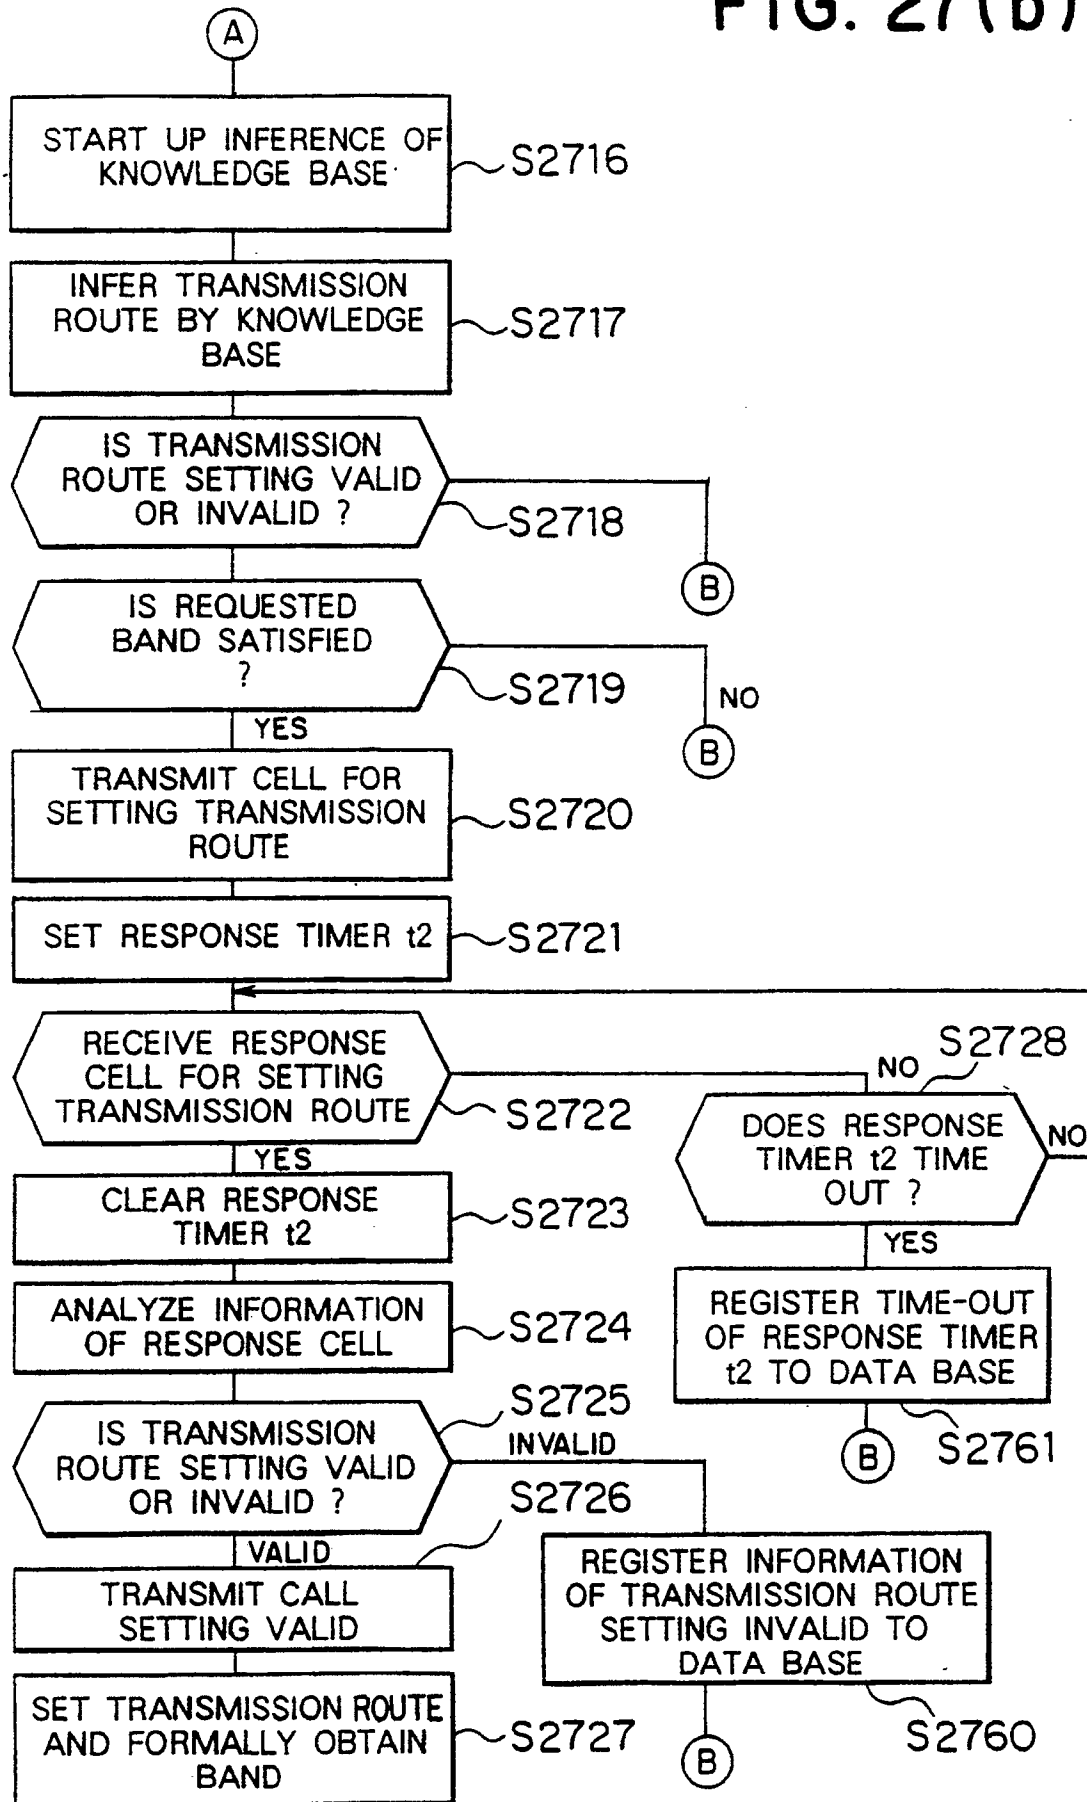 FIG. 27(b)
A
START UP INFERENCE OF
KNOWLEDGE BASE
S2716
INFER TRANSMISSION
ROUTE BY KNOWLEDGE
BASE
S2717
IS TRANSMISSION
ROUTE SETTING VALID
OR INVALID ?
S2718
B
IS REQUESTED
BAND SATISFIED
?
S2719
NO
B
YES
TRANSMIT CELL FOR
SETTING TRANSMISSION
ROUTE
S2720
SET RESPONSE TIMER t2
S2721
RECEIVE RESPONSE
CELL FOR SETTING
TRANSMISSION ROUTE
S2722
NO
S2728
DOES RESPONSE
TIMER t2 TIME
OUT ?
NO
YES
CLEAR RESPONSE
TIMER t2
S2723
YES
REGISTER TIME-OUT
OF RESPONSE TIMER
t2 TO DATA BASE
S2761
B
ANALYZE INFORMATION
OF RESPONSE CELL
S2724
IS TRANSMISSION
ROUTE SETTING VALID
OR INVALID ?
S2725
INVALID
S2726
VALID
TRANSMIT CALL
SETTING VALID
REGISTER INFORMATION
OF TRANSMISSION ROUTE
SETTING INVALID TO
DATA BASE
S2760
B
SET TRANSMISSION ROUTE
AND FORMALLY OBTAIN
BAND
S2727